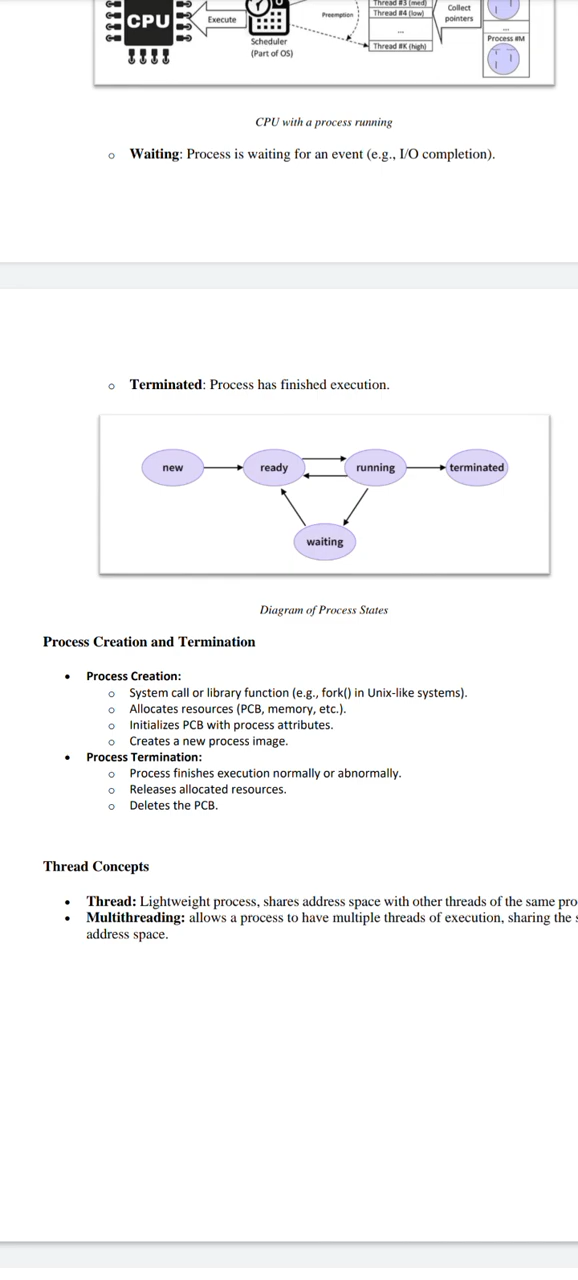 Thread #3 (med)
CPU
Execute
Preemption
Thread #4 (low)
Collect
pointers
...
...
Scheduler
(Part of OS)
Thread #K (high)
Process #M
CPU with a process running
o Waiting: Process is waiting for an event (e.g., I/O completion).
o Terminated: Process has finished execution.
new
ready
running
terminated
waiting
Diagram of Process States
Process Creation and Termination
• Process Creation:
o System call or library function (e.g., fork() in Unix-like systems).
o Allocates resources (PCB, memory, etc.).
o Initializes PCB with process attributes.
o Creates a new process image.
• Process Termination:
o Process finishes execution normally or abnormally.
o Releases allocated resources.
o Deletes the PCB.
Thread Concepts
• Thread: Lightweight process, shares address space with other threads of the same pro
• Multithreading: allows a process to have multiple threads of execution, sharing the s
address space.